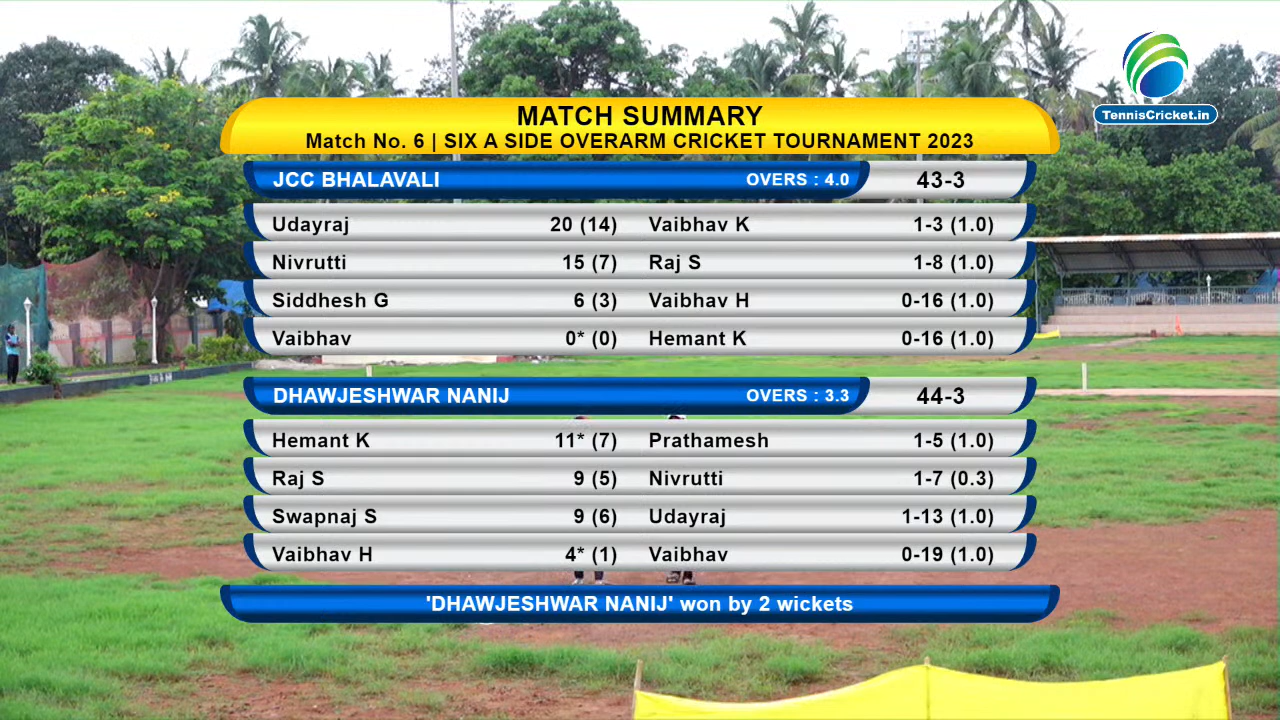 TennisCricket.in
MATCH SUMMARY
Match No. 6 | SIX A SIDE OVERARM CRICKET TOURNAMENT 2023
JCC BHALAVALI OVERS : 4.0 43-3
Udayraj 20 (14) Vaibhav K 1-3 (1.0)
Nivrutti 15 (7) Raj S 1-8 (1.0)
Siddhesh G 6 (3) Vaibhav H 0-16 (1.0)
Vaibhav 0* (0) Hemant K 0-16 (1.0)
DHAWJESHWAR NANIJ OVERS : 3.3 44-3
Hemant K 11* (7) Prathamesh 1-5 (1.0)
Raj S 9 (5) Nivrutti 1-7 (0.3)
Swapnaj S 9 (6) Udayraj 1-13 (1.0)
Vaibhav H 4* (1) Vaibhav 0-19 (1.0)
'DHAWJESHWAR NANIJ' won by 2 wickets